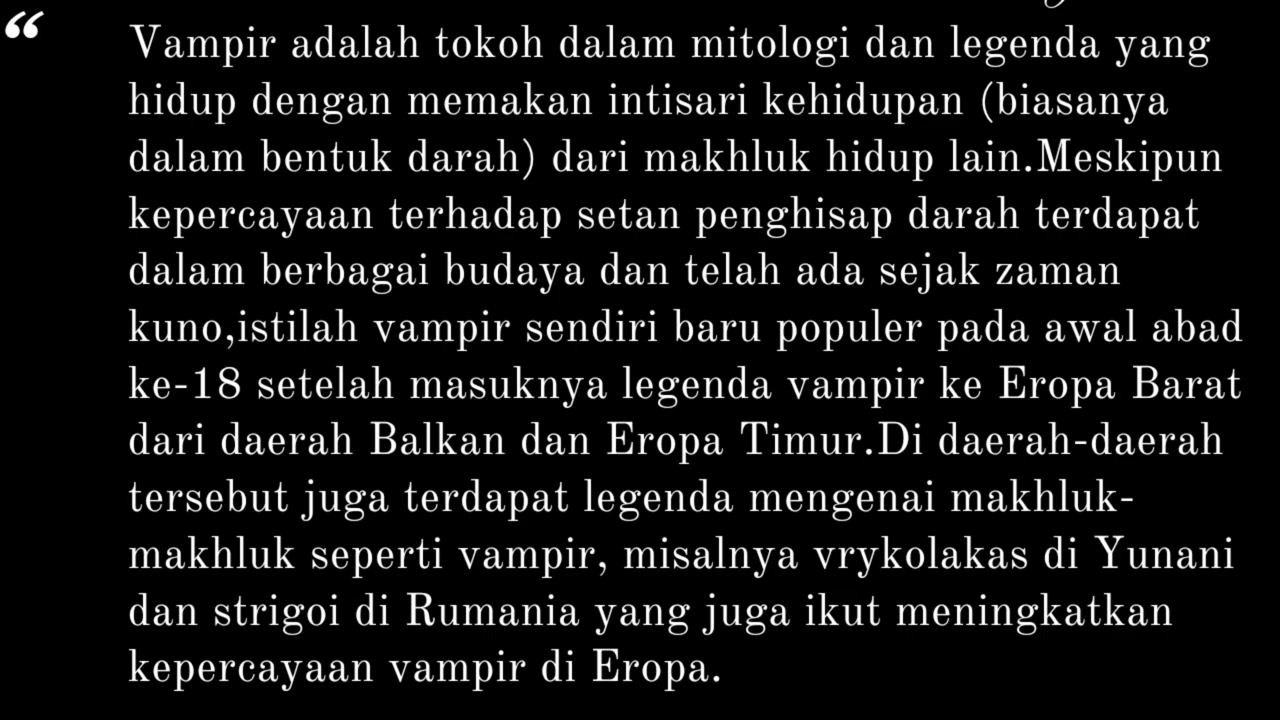 “
Vampir adalah tokoh dalam mitologi dan legenda yang
hidup dengan memakan intisari kehidupan (biasanya
dalam bentuk darah) dari makhluk hidup lain.Meskipun
kepercayaan terhadap setan penghisap darah terdapat
dalam berbagai budaya dan telah ada sejak zaman
kuno,istilah vampir sendiri baru populer pada awal abad
ke-18 setelah masuknya legenda vampir ke Eropa Barat
dari daerah Balkan dan Eropa Timur.Di daerah-daerah
tersebut juga terdapat legenda mengenai makhluk-
makhluk seperti vampir, misalnya vrykolakas di Yunani
dan strigoi di Rumania yang juga ikut meningkatkan
kepercayaan vampir di Eropa.